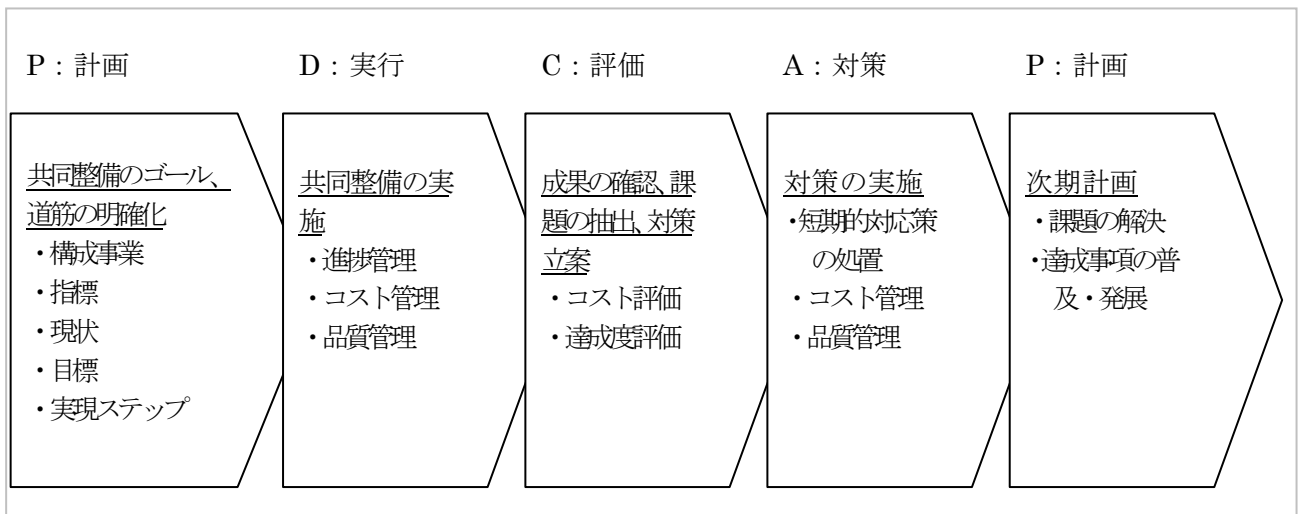 P：計画
D：実行
C：評価
A：対策
P：計画
共同整備のゴール、
道筋の明確化
・構成事業
・指標
・現状
・目標
・実現ステップ
共同整備の実
施
・進捗管理
・コスト管理
・品質管理
成果の確認、課
題の抽出、対策
立案
・コスト評価
・達成度評価
対策の実施
・短期的対応策
の処置
・コスト管理
・品質管理
次期計画
・課題の解決
・達成事項の普
及・発展